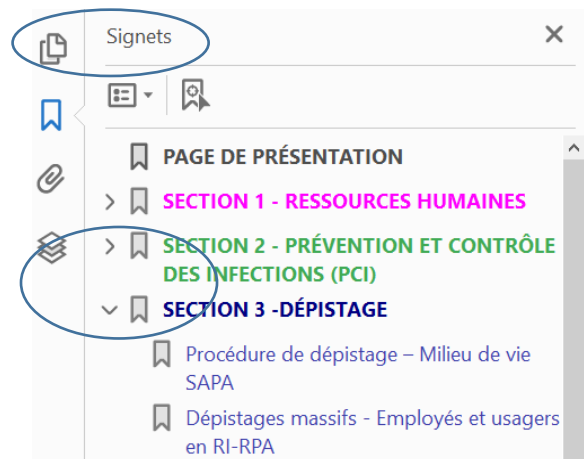 Signets
PAGE DE PRÉSENTATION
SECTION 1 - RESSOURCES HUMAINES
SECTION 2 - PRÉVENTION ET CONTRÔLE
DES INFECTIONS (PCI)
SECTION 3 -DÉPISTAGE
Procédure de dépistage – Milieu de vie
SAPA
Dépistages massifs - Employés et usagers
en RI-RPA